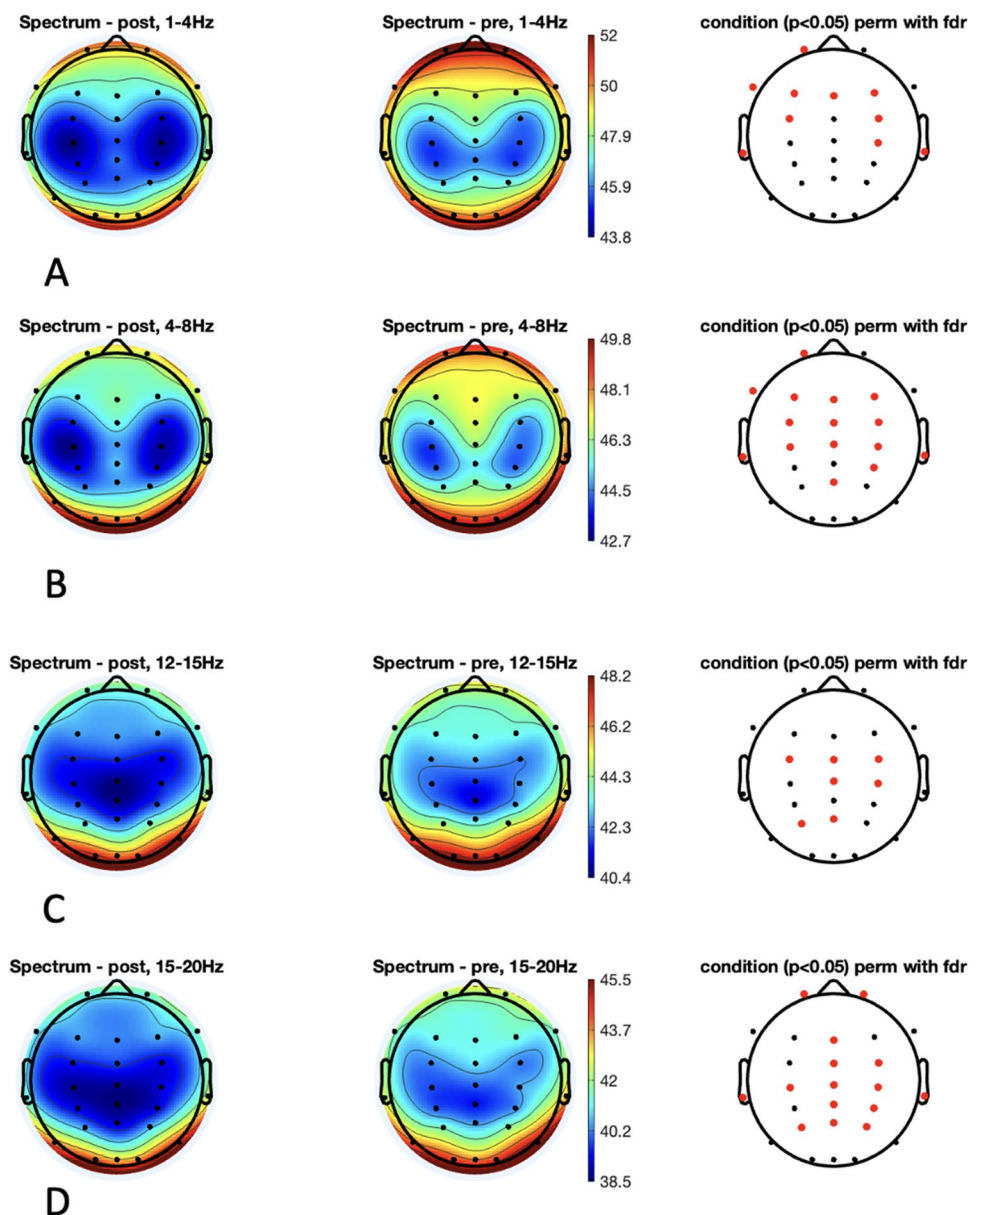 Spectrum - post, 1-4Hz Spectrum - pre, 1-4Hz condition (p<0.05) perm with fdr
52
50
47.9
45.9
43.8
A
Spectrum - post, 4-8Hz Spectrum - pre, 4-8Hz condition (p<0.05) perm with fdr
49.8
48.1
46.3
44.5
42.7
B
Spectrum - post, 12-15Hz Spectrum - pre, 12-15Hz condition (p<0.05) perm with fdr
48.2
46.2
44.3
42.3
40.4
C
Spectrum - post, 15-20Hz Spectrum - pre, 15-20Hz condition (p<0.05) perm with fdr
45.5
43.7
42
40.2
38.5
D